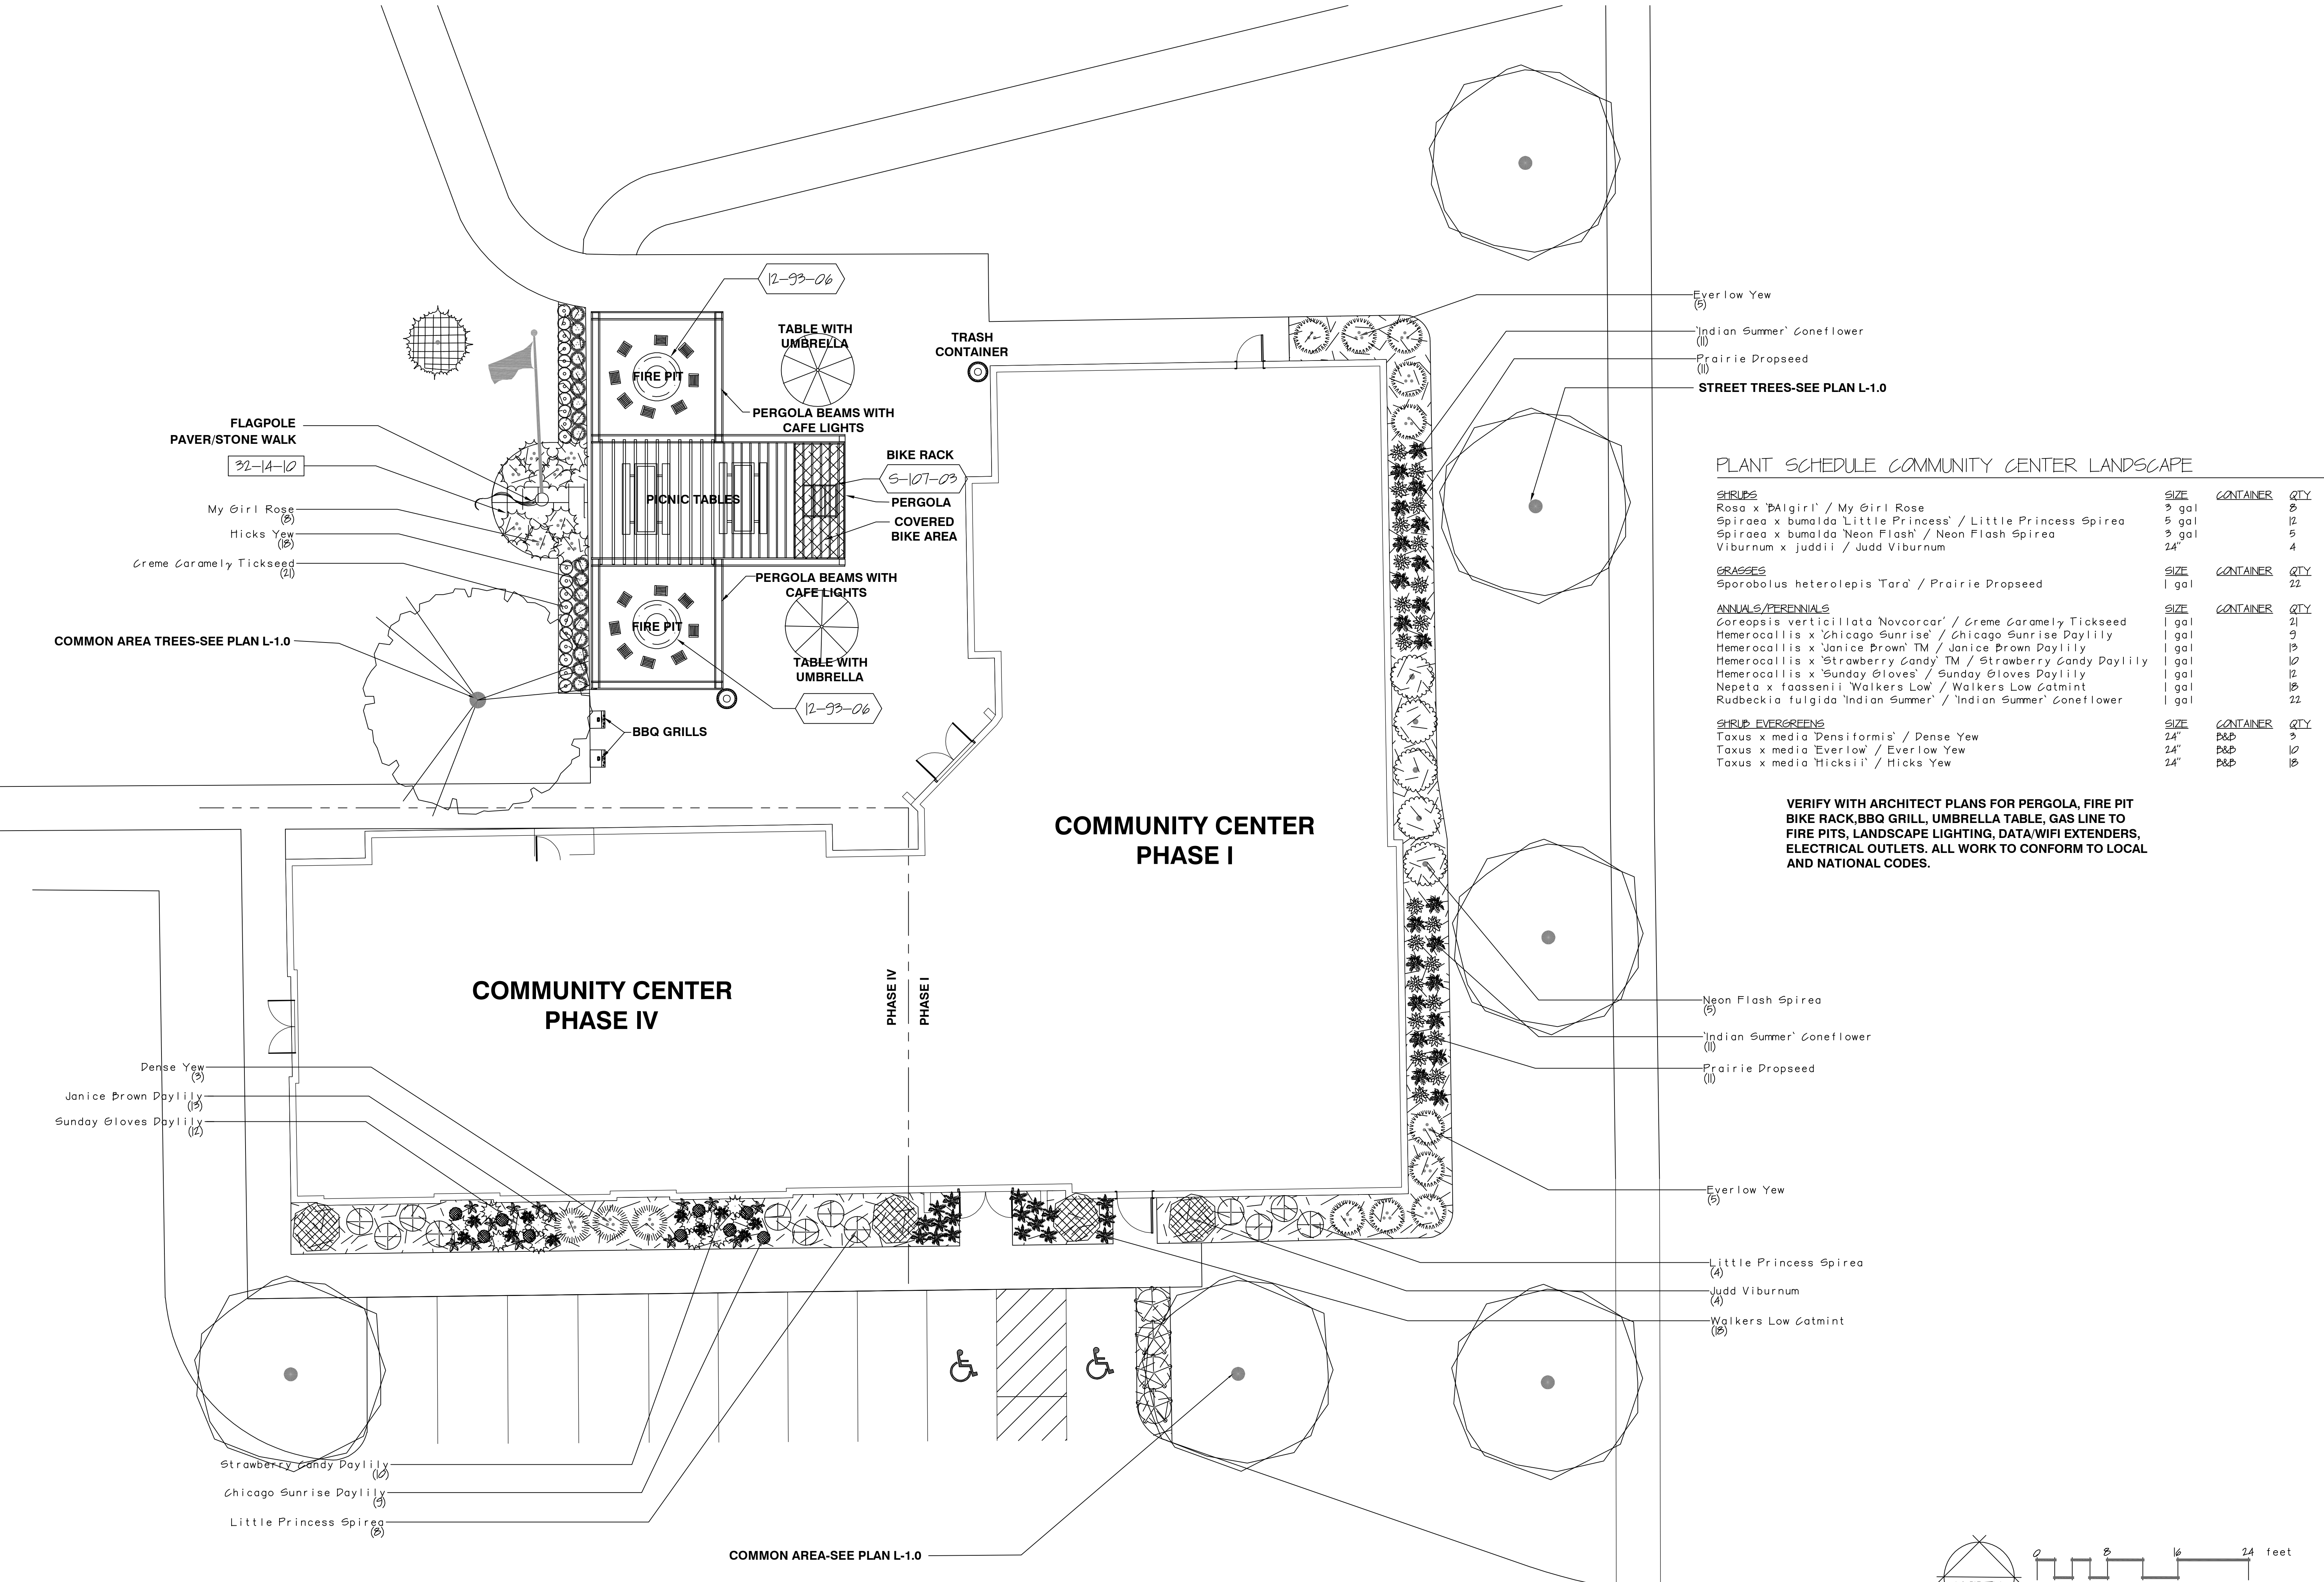 12-93-06
TABLE WITH
UMBRELLA
TRASH
CONTAINER
FIRE PIT
PERGOLA BEAMS WITH
CAFE LIGHTS
FLAGPOLE
PAVER/STONE WALK
32-14-10
BIKE RACK
S-107-03
PICNIC TABLES
PERGOLA
COVERED
BIKE AREA
My Girl Rose
(8)
Hicks Yew
(18)
Creme Caramely Tickseed
(21)
PERGOLA BEAMS WITH
CAFE LIGHTS
FIRE PIT
COMMON AREA TREES-SEE PLAN L-1.0
TABLE WITH
UMBRELLA
12-93-06
BBQ GRILLS
Everlow Yew
(5)
'Indian Summer' Coneflower
(11)
Prairie Dropseed
(11)
STREET TREES-SEE PLAN L-1.0
PLANT SCHEDULE COMMUNITY CENTER LANDSCAPE
SHRUBS SIZE CONTAINER QTY
Rosa x 'BAlgirl' / My Girl Rose 3 gal 8
Spiraea x bumalda 'Little Princess' / Little Princess Spirea 5 gal 12
Spiraea x bumalda 'Neon Flash' / Neon Flash Spirea 3 gal 5
Viburnum x juddii / Judd Viburnum 24" 4
GRASSES SIZE CONTAINER QTY
Sporobolus heterolepis 'Tara' / Prairie Dropseed 1 gal 22
ANNUALS/PERENNIALS SIZE CONTAINER QTY
Coreopsis verticillata 'Novcorcar' / Creme Caramely Tickseed 1 gal 21
Hemerocallis x 'Chicago Sunrise' / Chicago Sunrise Daylily 1 gal 9
Hemerocallis x 'Janice Brown' TM / Janice Brown Daylily 1 gal 13
Hemerocallis x 'Strawberry Candy' TM / Strawberry Candy Daylily 1 gal 10
Hemerocallis x 'Sunday Gloves' / Sunday Gloves Daylily 1 gal 12
Nepeta x faassenii 'Walkers Low' / Walkers Low Catmint 1 gal 18
Rudbeckia fulgida 'Indian Summer' / 'Indian Summer' Coneflower 1 gal 22
SHRUB EVERGREENS SIZE CONTAINER QTY
Taxus x media 'Densiformis' / Dense Yew 24" B&B 3
Taxus x media 'Everlow' / Everlow Yew 24" B&B 10
Taxus x media 'Hicksii' / Hicks Yew 24" B&B 18
VERIFY WITH ARCHITECT PLANS FOR PERGOLA, FIRE PIT
BIKE RACK,BBQ GRILL, UMBRELLA TABLE, GAS LINE TO
FIRE PITS, LANDSCAPE LIGHTING, DATA/WIFI EXTENDERS,
ELECTRICAL OUTLETS. ALL WORK TO CONFORM TO LOCAL
AND NATIONAL CODES.
COMMUNITY CENTER
PHASE I
COMMUNITY CENTER
PHASE IV
PHASE IV
PHASE I
Neon Flash Spirea
(5)
'Indian Summer' Coneflower
(11)
Prairie Dropseed
(11)
Everlow Yew
(5)
Little Princess Spirea
(4)
Judd Viburnum
(4)
Walkers Low Catmint
(18)
Dense Yew
(3)
Janice Brown Daylily
(13)
Sunday Gloves Daylily
(12)
Strawberry Candy Daylily
(10)
Chicago Sunrise Daylily
(9)
Little Princess Spirea
(8)
COMMON AREA-SEE PLAN L-1.0
0 8 16 24 feet